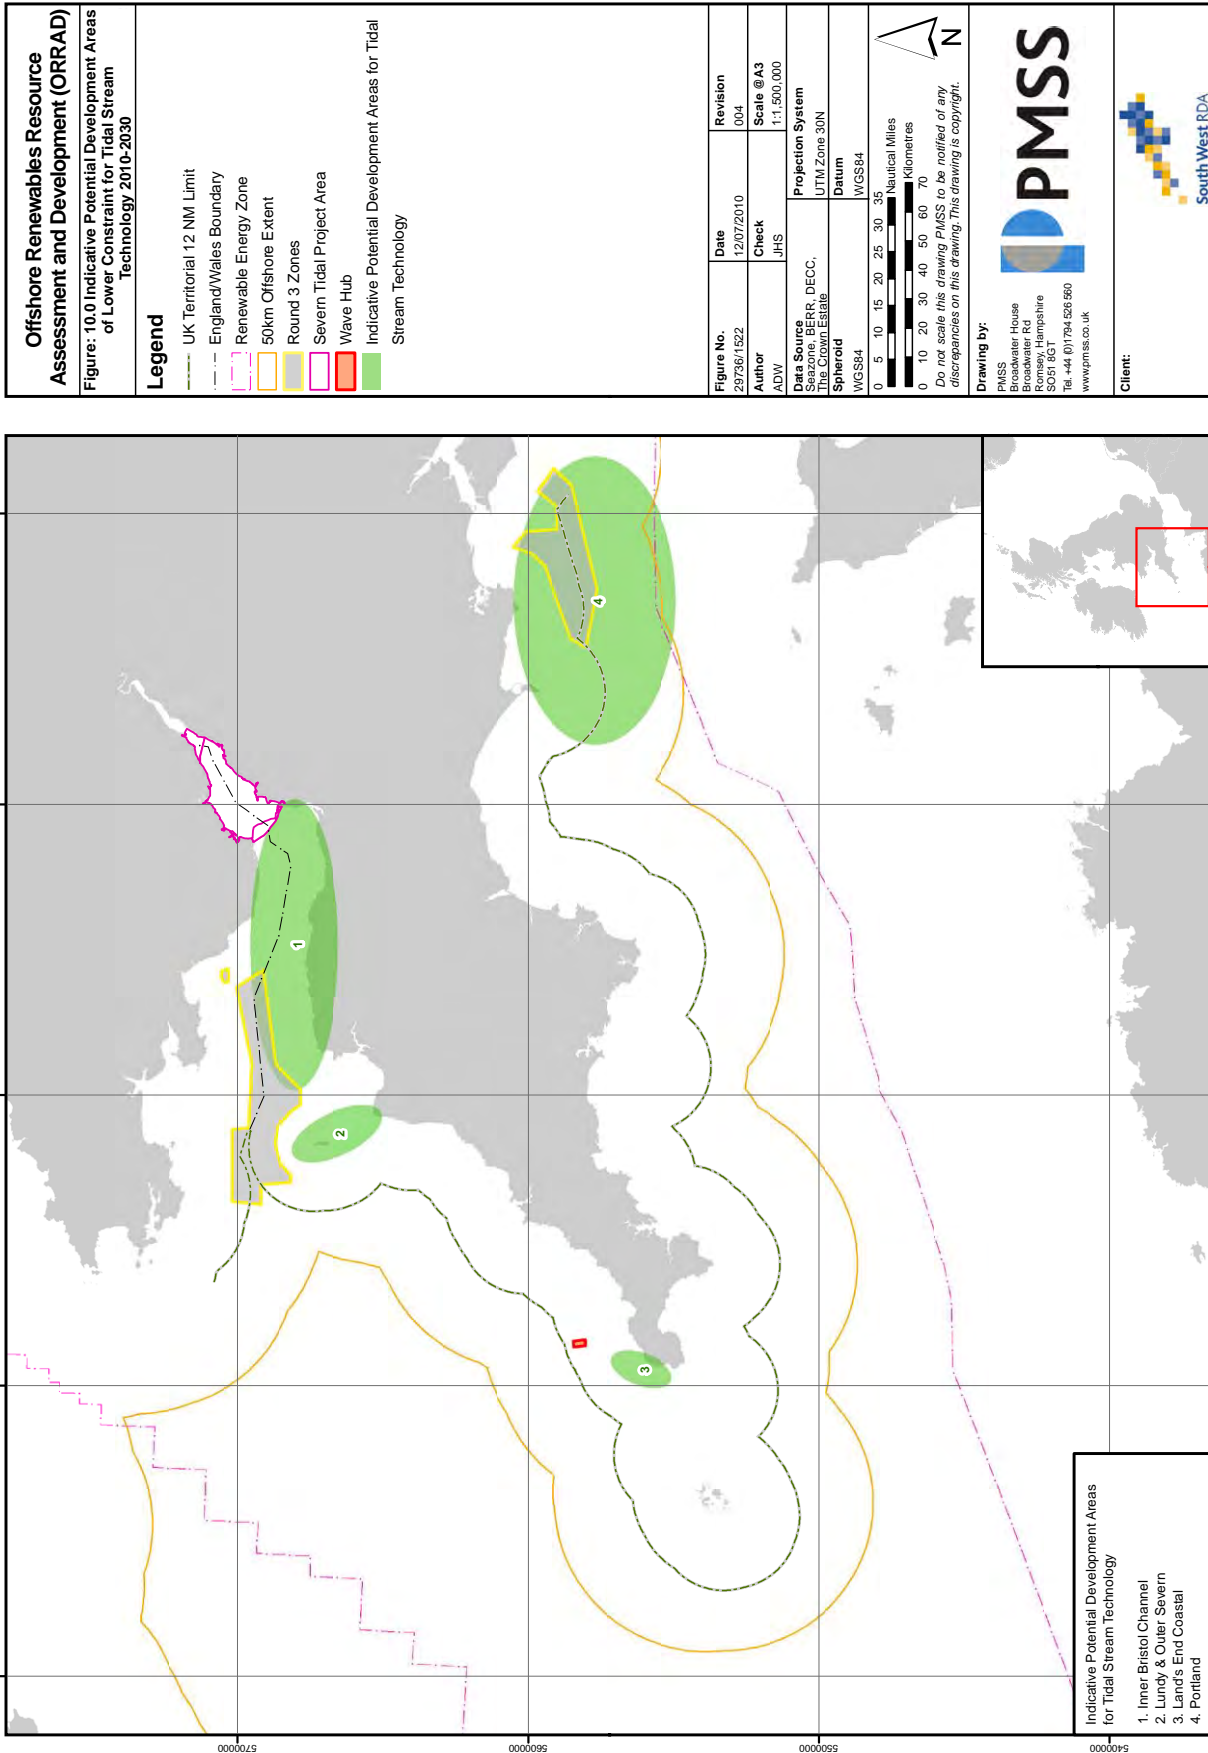 Offshore Renewables Resource
Assessment and Development (ORRAD)
Figure: 10.0 Indicative Potential Development Areas
of Lower Constraint for Tidal Stream
Technology 2010-2030
Legend
UK Territorial 12 NM Limit
England/Wales Boundary
Renewable Energy Zone
50km Offshore Extent
Round 3 Zones
Severn Tidal Project Area
Wave Hub
Indicative Potential Development Areas for Tidal
Stream Technology
Figure No.
29736/1522
Date
12/07/2010
Revision
004
Author
ADW
Check
JHS
Scale @A3
1:1,500,000
Data Source
Seazone, BERR, DECC,
The Crown Estate
Projection System
UTM Zone 30N
Spheroid
WGS84
Datum
WGS84
0 5 10 15 20 25 30 35
Nautical Miles
Kilometres
0 10 20 30 40 50 60 70
N
Do not scale this drawing PMSS to be notified of any
discrepancies on this drawing. This drawing is copyright.
Drawing by:
PMSS
Broadwater House
Broadwater Rd
Romsey, Hampshire
SO51 8GT
Tel. +44 (0)1794 526 560
www.pmss.co.uk
PMSS
Client:
South West RDA
1
2
3
4
5700000
5600000
5500000
5400000
Indicative Potential Development Areas
for Tidal Stream Technology
1. Inner Bristol Channel
2. Lundy & Outer Severn
3. Land's End Coastal
4. Portland